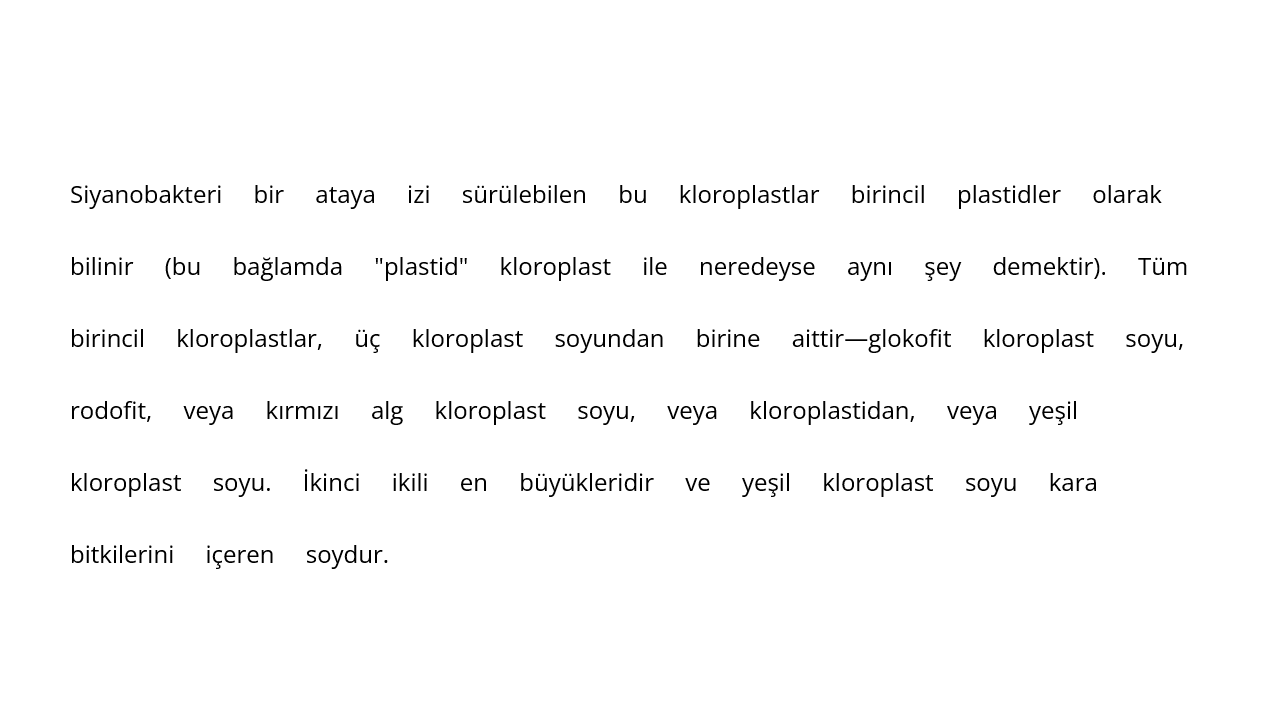 Siyanobakteri bir ataya izi sürülebilen bu kloroplastlar birincil plastidler olarak
bilinir (bu bağlamda "plastid" kloroplast ile neredeyse aynı şey demektir). Tüm
birincil kloroplastlar, üç kloroplast soyundan birine aittir—glokofit kloroplast soyu,
rodofit, veya kırmızı alg kloroplast soyu, veya kloroplastidan, veya yeşil
kloroplast soyu. İkinci ikili en büyükleridir ve yeşil kloroplast soyu kara
bitkilerini içeren soydur.